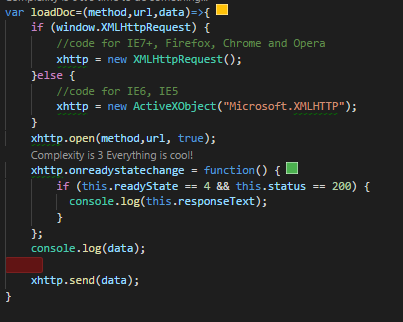 var loadDoc=(method,url,data)=>{
if (window.XMLHttpRequest) {
//code for IE7+, Firefox, Chrome and Opera
xhttp = new XMLHttpRequest();
}else {
//code for IE6, IE5
xhttp = new ActiveXObject("Microsoft.XMLHTTP");
}
xhttp.open(method,url, true);
Complexity is 3 Everything is cool!
xhttp.onreadystatechange = function() {
if (this.readyState == 4 && this.status == 200) {
console.log(this.responseText);
}
};
console.log(data);
xhttp.send(data);
}